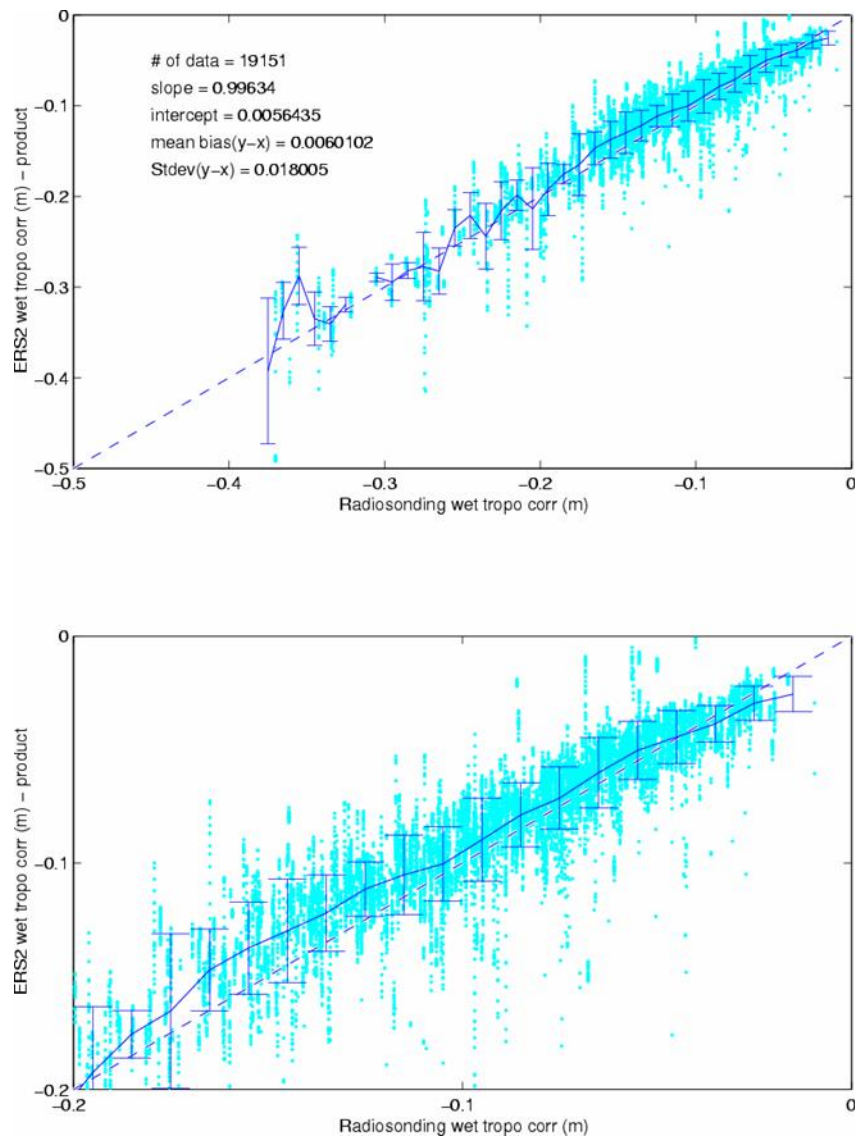 # of data = 19151
slope = 0.99634
intercept = 0.0056435
mean bias(y−x) = 0.0060102
Stdev(y−x) = 0.018005
ERS2 wet tropo corr (m) − product
0
−0.1
−0.2
−0.3
−0.4
−0.5
−0.5 −0.4 −0.3 −0.2 −0.1 0
Radiosonding wet tropo corr (m)
ERS2 wet tropo corr (m) − product
0
−0.1
−0.2
−0.2 −0.1 0
Radiosonding wet tropo corr (m)